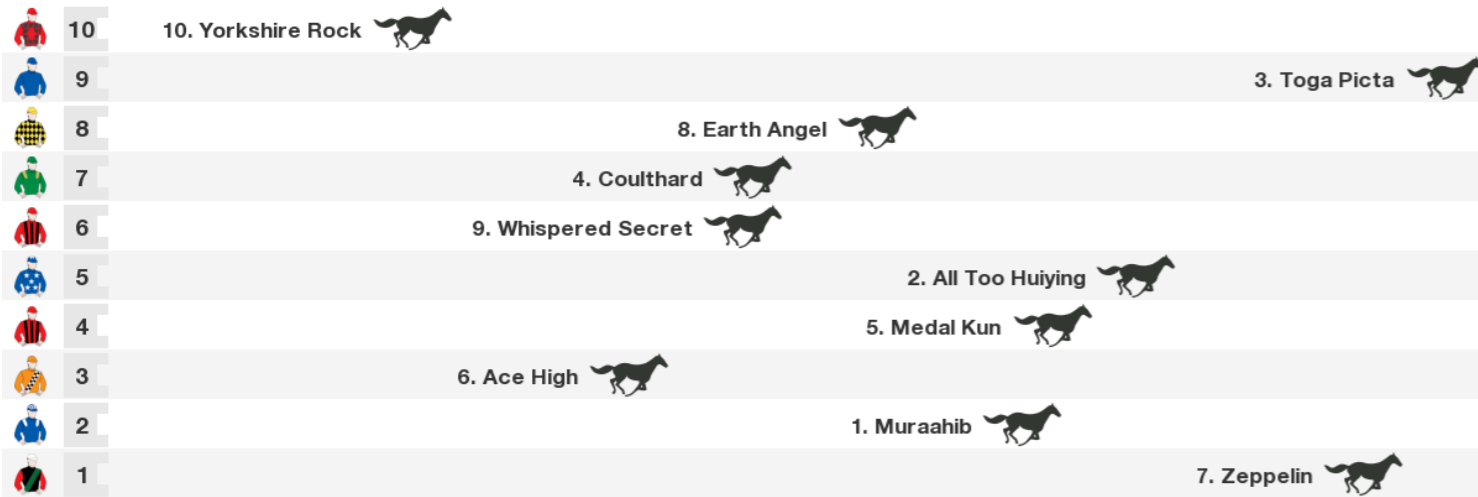 10 10. Yorkshire Rock
9 3. Toga Picta
8 8. Earth Angel
7 4. Coulthard
6 9. Whispered Secret
5 2. All Too Huiying
4 5. Medal Kun
3 6. Ace High
2 1. Muraahib
1 7. Zeppelin